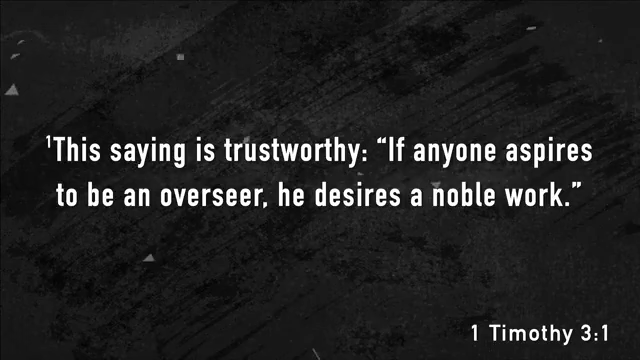 ¹This saying is trustworthy: “If anyone aspires
to be an overseer, he desires a noble work.”
1 Timothy 3:1